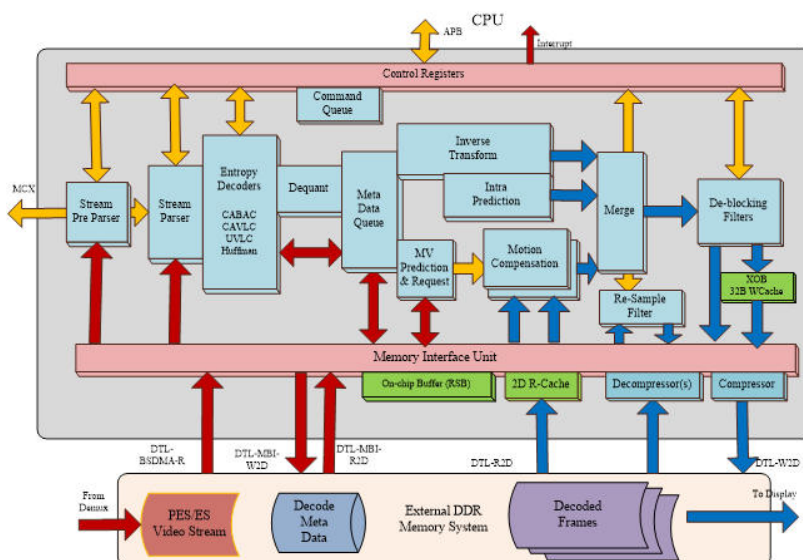 CPU
APB
Interrupt
Control Registers
Command
Queue
MCX
Stream
Pre Parser
Stream
Parser
Entropy
Decoders
CABAC
CAVLC
UVLC
Huffman
Dequant
Meta
Data
Queue
Inverse
Transform
Intra
Prediction
MV
Prediction
& Request
Motion
Compensation
Merge
De-blocking
Filters
Re-Sample
Filter
XOB
32B WCache
Memory Interface Unit
On-chip Buffer (RSB)
2D R-Cache
Decompressor(s)
Compressor
DTL-
BSDMA-R
DTL-MBI-
W2D
DTL-MBI-
R2D
DTL-R2D
DTL-W2D
From
Demux
PES/ES
Video Stream
Decode
Meta
Data
External DDR
Memory System
Decoded
Frames
To Display